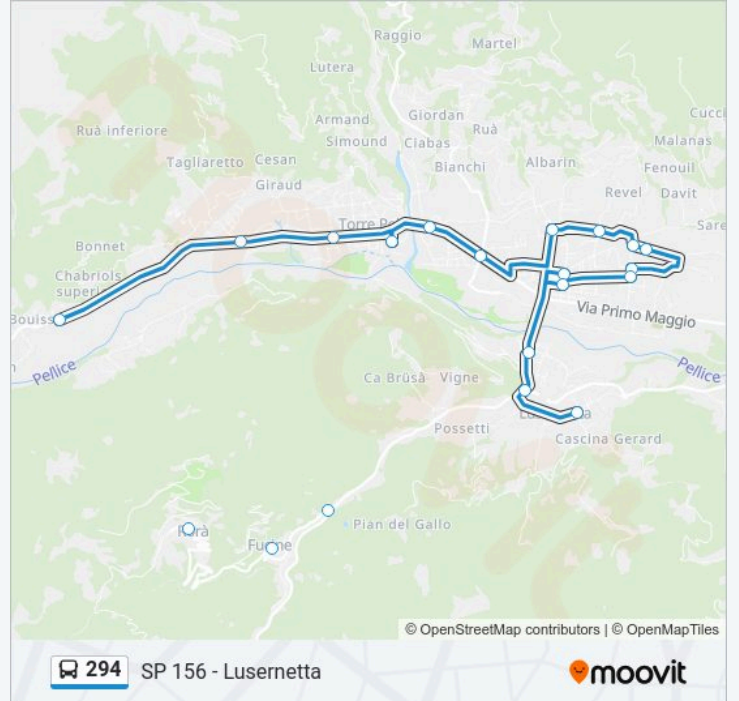 Raggio
Martel
Lutera
Cucci
Armand
Simound
Giordan
Ciabas
Ruà
Ruà inferiore
Malanas
Tagliaretto
Cesan
Bianchi
Albarin
Fenouil
Giraud
Revel
Davit
Torre Pe
Sare
Bonnet
Chabriols
superi
Bouiss
Via Primo Maggio
Pellice
Pellice
Ca Brüsà
Vigne
Possetti
Cascina Gerard
Pian del Gallo
© OpenStreetMap contributors | © OpenMapTiles
294 SP 156 - Lusernetta
moovit